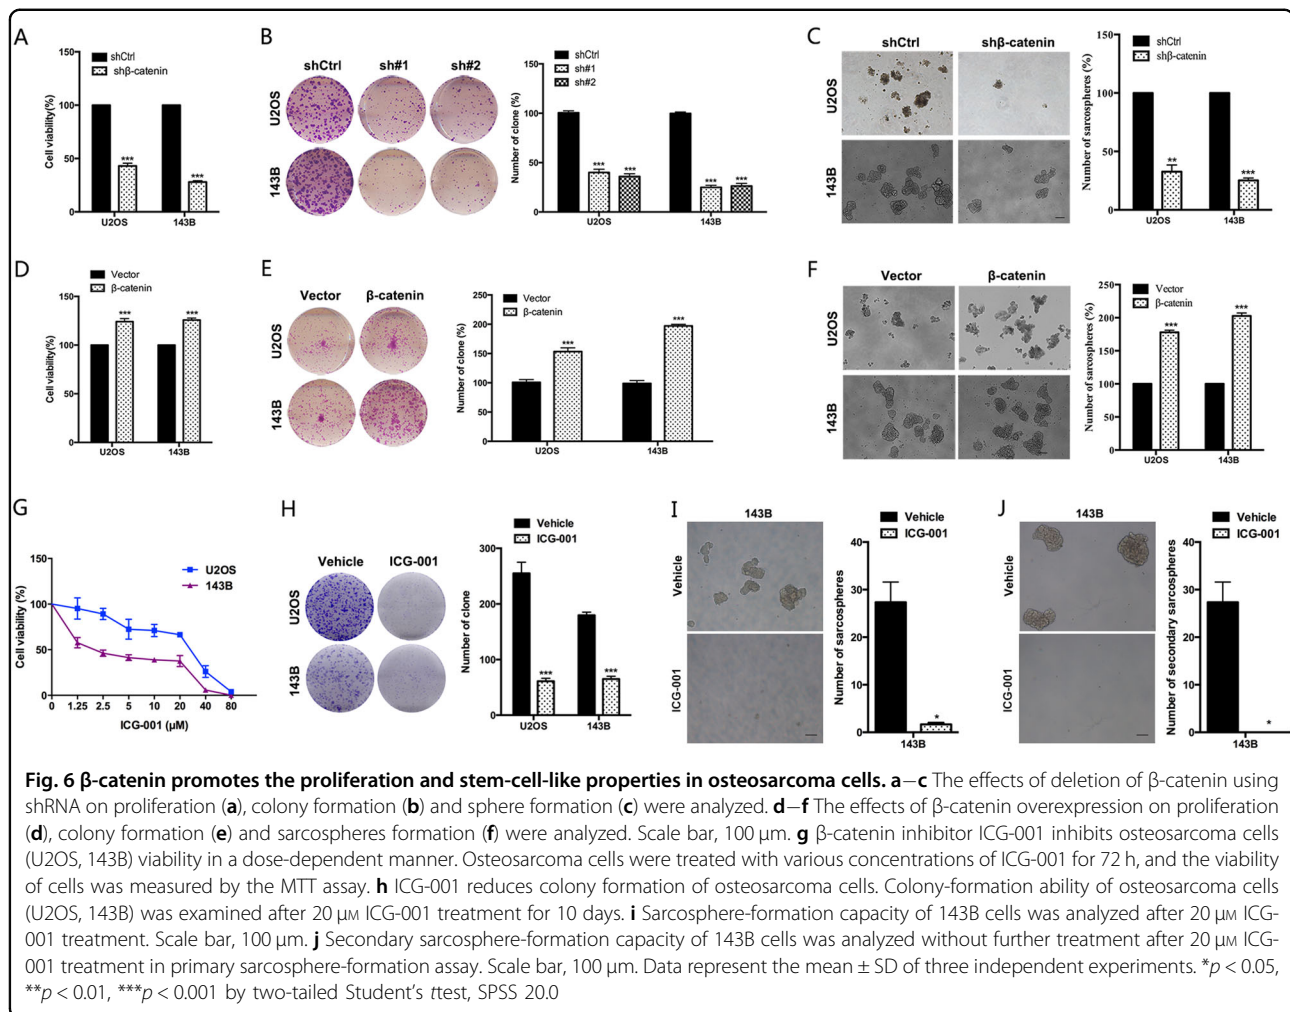 A
shCtrl
shβ-catenin
Cell viability(%)
150
100
50
0
***
***
U2OS
143B
B
shCtrl
sh#1
sh#2
U2OS
143B
shCtrl
sh#1
sh#2
Number of clone (%)
150
100
50
0
***
***
***
***
U2OS
143B
C
shCtrl
shβ-catenin
U2OS
143B
shCtrl
shβ-catenin
Number of sarcospheres (%)
150
100
50
0
**
***
U2OS
143B
D
Vector
β-catenin
Cell viability(%)
150
100
50
0
***
***
U2OS
143B
E
Vector
β-catenin
U2OS
143B
Vector
β-catenin
Number of clone (%)
250
200
150
100
50
0
***
***
U2OS
143B
F
Vector
β-catenin
U2OS
143B
Vector
β-catenin
Number of sarcospheres (%)
250
200
150
100
50
0
***
***
U2OS
143B
G
U2OS
143B
Cell viability (%)
150
100
50
0
0 1.25 2.5 5 10 20 40 80
ICG-001 (μM)
H
Vehicle
ICG-001
U2OS
143B
Vehicle
ICG-001
Number of clone
300
200
100
0
***
***
U2OS
143B
I
143B
Vehicle
ICG-001
Vehicle
ICG-001
Number of sarcospheres
40
30
20
10
0
*
143B
J
143B
Vehicle
ICG-001
Vehicle
ICG-001
Number of secondary sarcospheres
40
30
20
10
0
*
143B
Fig. 6 β-catenin promotes the proliferation and stem-cell-like properties in osteosarcoma cells. a–c The effects of deletion of β-catenin using
shRNA on proliferation (a), colony formation (b) and sphere formation (c) were analyzed. d–f The effects of β-catenin overexpression on proliferation
(d), colony formation (e) and sarcospheres formation (f) were analyzed. Scale bar, 100 μm. g β-catenin inhibitor ICG-001 inhibits osteosarcoma cells
(U2OS, 143B) viability in a dose-dependent manner. Osteosarcoma cells were treated with various concentrations of ICG-001 for 72 h, and the viability
of cells was measured by the MTT assay. h ICG-001 reduces colony formation of osteosarcoma cells. Colony-formation ability of osteosarcoma cells
(U2OS, 143B) was examined after 20 μM ICG-001 treatment for 10 days. i Sarcosphere-formation capacity of 143B cells was analyzed after 20 μM ICG-
001 treatment. Scale bar, 100 μm. j Secondary sarcosphere-formation capacity of 143B cells was analyzed without further treatment after 20 μM ICG-
001 treatment in primary sarcosphere-formation assay. Scale bar, 100 μm. Data represent the mean ± SD of three independent experiments. *p < 0.05,
**p < 0.01, ***p < 0.001 by two-tailed Student's ttest, SPSS 20.0